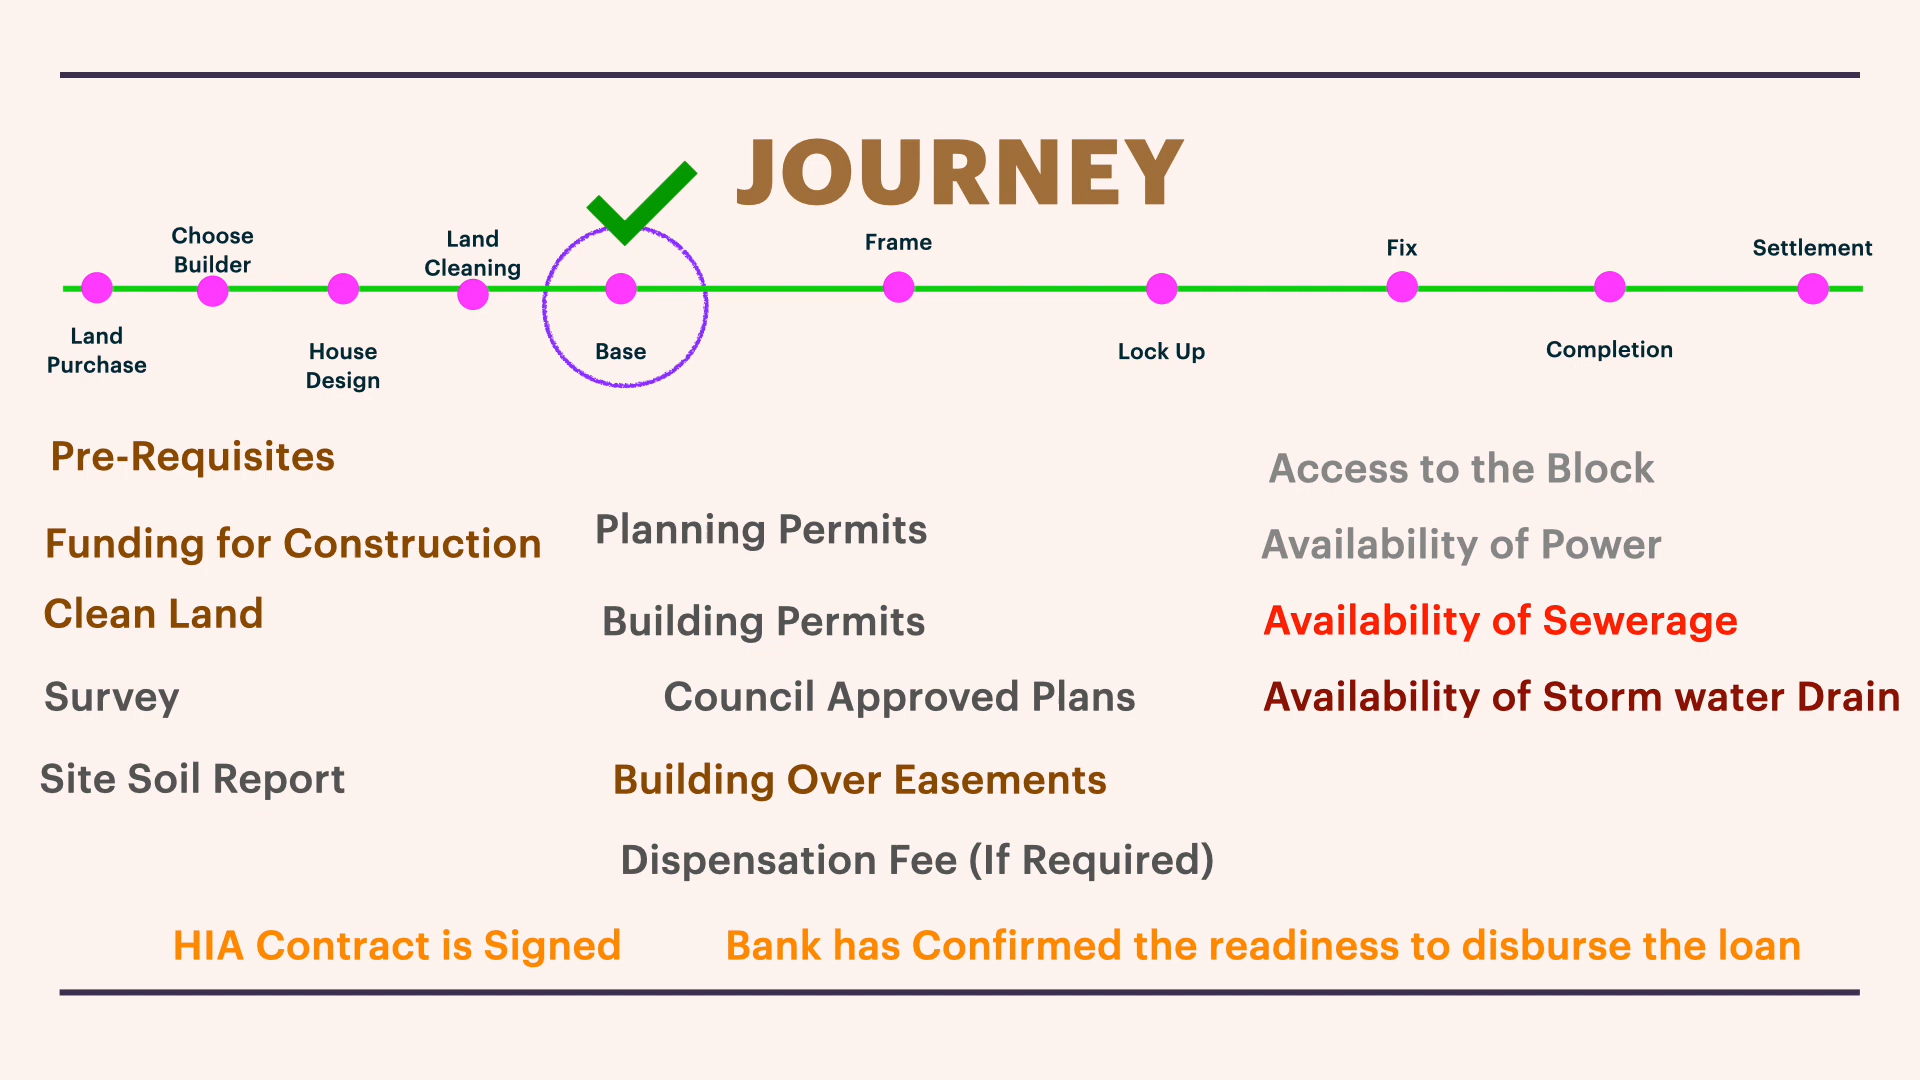 JOURNEY
Choose
Builder
Land
Cleaning
Frame
Fix
Settlement
Land
Purchase
House
Design
Base
Lock Up
Completion
Pre-Requisites
Funding for Construction
Clean Land
Survey
Site Soil Report
Planning Permits
Building Permits
Council Approved Plans
Building Over Easements
Dispensation Fee (If Required)
Access to the Block
Availability of Power
Availability of Sewerage
Availability of Storm water Drain
HIA Contract is Signed
Bank has Confirmed the readiness to disburse the loan